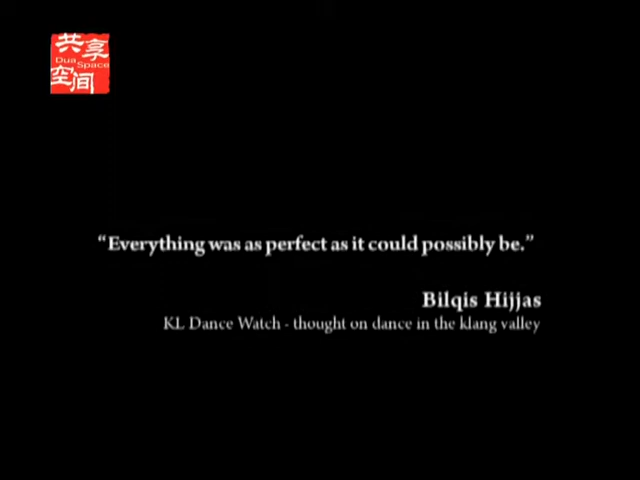 共享
Dua Space
空间
“Everything was as perfect as it could possibly be.”
Bilqis Hijjas
KL Dance Watch - thought on dance in the klang valley